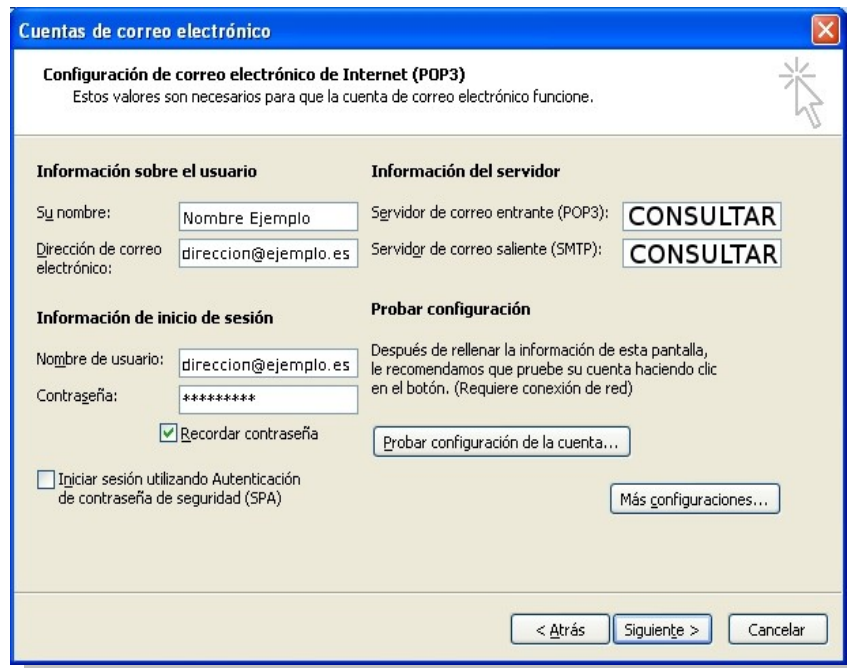 Cuentas de correo electrónico
Configuración de correo electrónico de Internet (POP3)
Estos valores son necesarios para que la cuenta de correo electrónico funcione.
Información sobre el usuario
Su nombre:
Nombre Ejemplo
Dirección de correo
electrónico:
direccion@ejemplo.es
Información del servidor
Servidor de correo entrante (POP3):
CONSULTAR
Servidor de correo saliente (SMTP):
CONSULTAR
Información de inicio de sesión
Nombre de usuario:
direccion@ejemplo.es
Contraseña:
*********
Recordar contraseña
Iniciar sesión utilizando Autenticación
de contraseña de seguridad (SPA)
Probar configuración
Después de rellenar la información de esta pantalla,
le recomendamos que pruebe su cuenta haciendo clic
en el botón. (Requiere conexión de red)
Probar configuración de la cuenta...
Más configuraciones...
< Atrás
Siguiente >
Cancelar